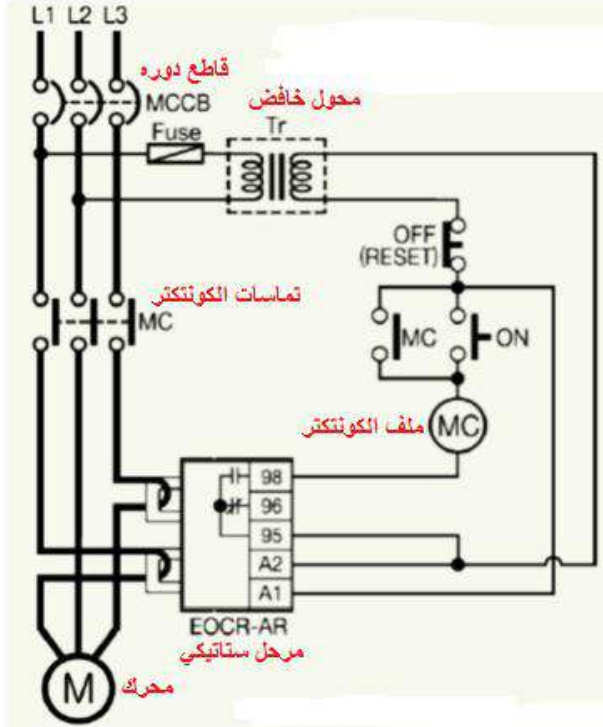 L1 L2 L3
قاطع دوره
MCCB
محول خافض
Fuse
Tr
OFF
(RESET)
تماسات الكونتكتر
MC
MC
ON
ملف الكونتكتر
MC
98
96
95
A2
A1
EOCR-AR
مرحل ستاتيكي
M
محرك